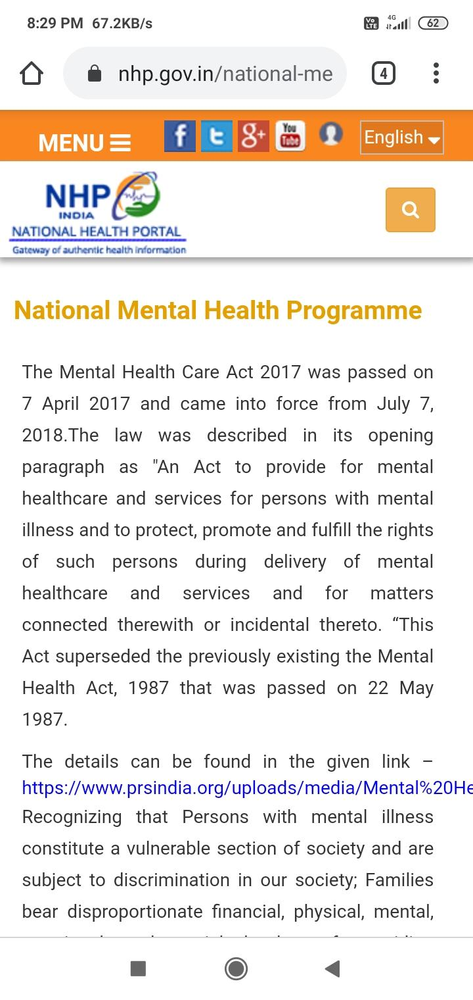 8:29 PM 67.2KB/s
Vo LTE 4G 62
nhp.gov.in/national-me 4
MENU f t g+ You Tube English
NHP
INDIA
NATIONAL HEALTH PORTAL
Gateway of authentic health information
National Mental Health Programme
The Mental Health Care Act 2017 was passed on
7 April 2017 and came into force from July 7,
2018.The law was described in its opening
paragraph as "An Act to provide for mental
healthcare and services for persons with mental
illness and to protect, promote and fulfill the rights
of such persons during delivery of mental
healthcare and services and for matters
connected therewith or incidental thereto. “This
Act superseded the previously existing the Mental
Health Act, 1987 that was passed on 22 May
1987.
The details can be found in the given link –
https://www.prsindia.org/uploads/media/Mental%20He
Recognizing that Persons with mental illness
constitute a vulnerable section of society and are
subject to discrimination in our society; Families
bear disproportionate financial, physical, mental,